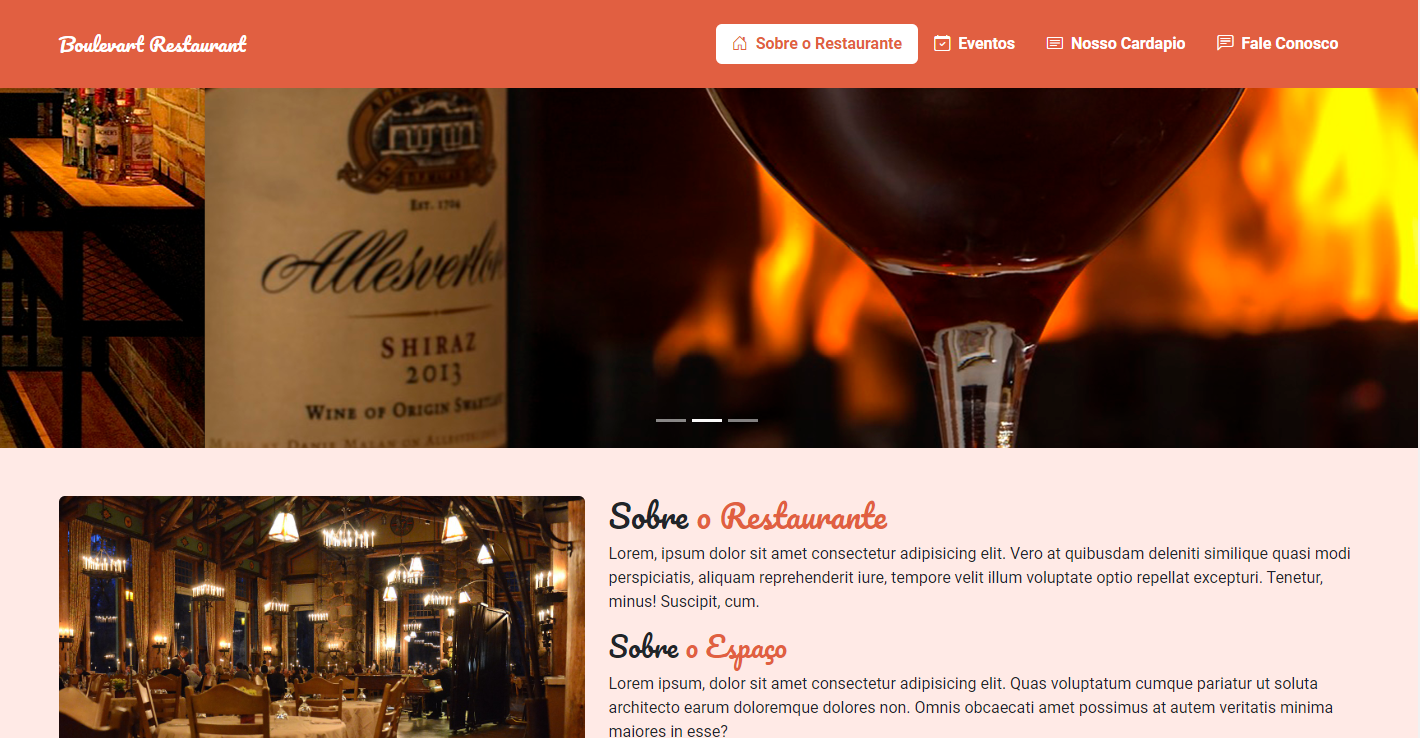 Boulevart Restaurant
Sobre o Restaurante
Eventos
Nosso Cardapio
Fale Conosco
EST. 1704
SHIRAZ
2013
WINE OF ORIGIN
Sobre o Restaurante
Lorem, ipsum dolor sit amet consectetur adipisicing elit. Vero at quibusdam deleniti similique quasi modi
perspiciatis, aliquam reprehenderit iure, tempore velit illum voluptate optio repellat excepturi. Tenetur,
minus! Suscipit, cum.
Sobre o Espaço
Lorem ipsum, dolor sit amet consectetur adipisicing elit. Quas voluptatum cumque pariatur ut soluta
architecto earum doloremque dolores non. Omnis obcaecati amet possimus at autem veritatis minima
maiores in esse?